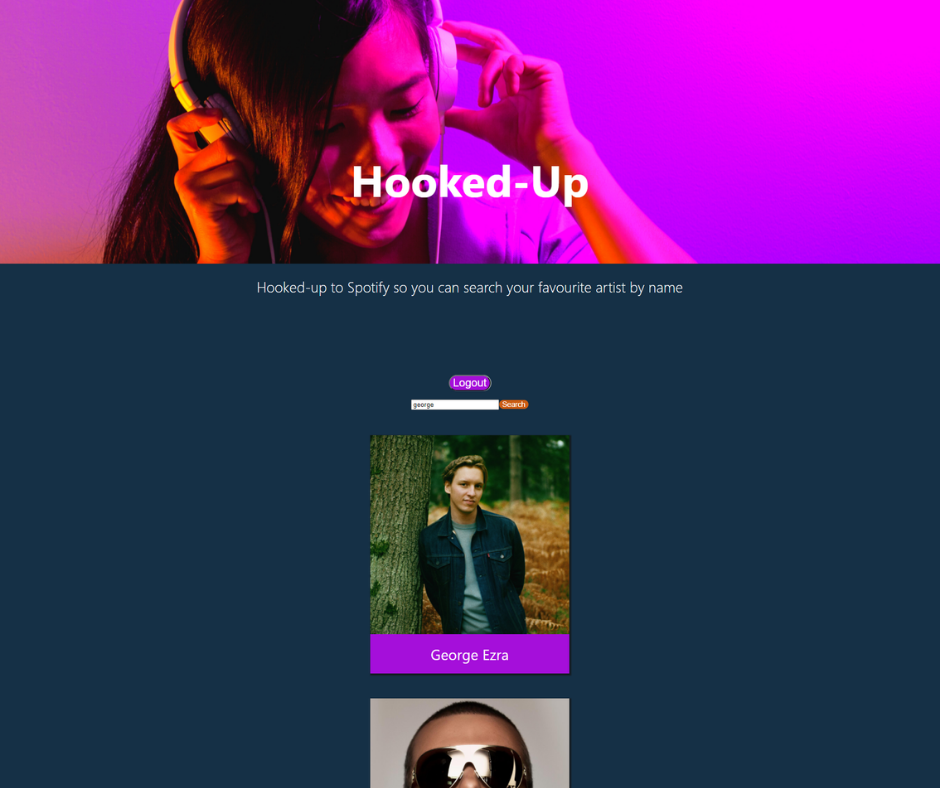 Hooked-Up
Hooked-up to Spotify so you can search your favourite artist by name
Logout
george
Search
George Ezra